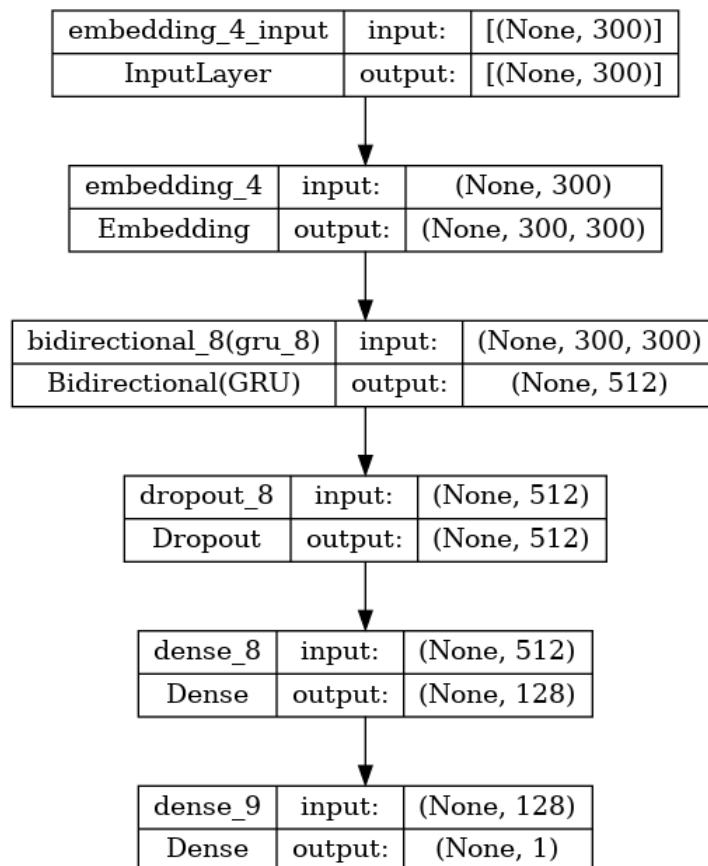 embedding_4_input input: [(None, 300)]
InputLayer output: [(None, 300)]
embedding_4 input: (None, 300)
Embedding output: (None, 300, 300)
bidirectional_8(gru_8) input: (None, 300, 300)
Bidirectional(GRU) output: (None, 512)
dropout_8 input: (None, 512)
Dropout output: (None, 512)
dense_8 input: (None, 512)
Dense output: (None, 128)
dense_9 input: (None, 128)
Dense output: (None, 1)